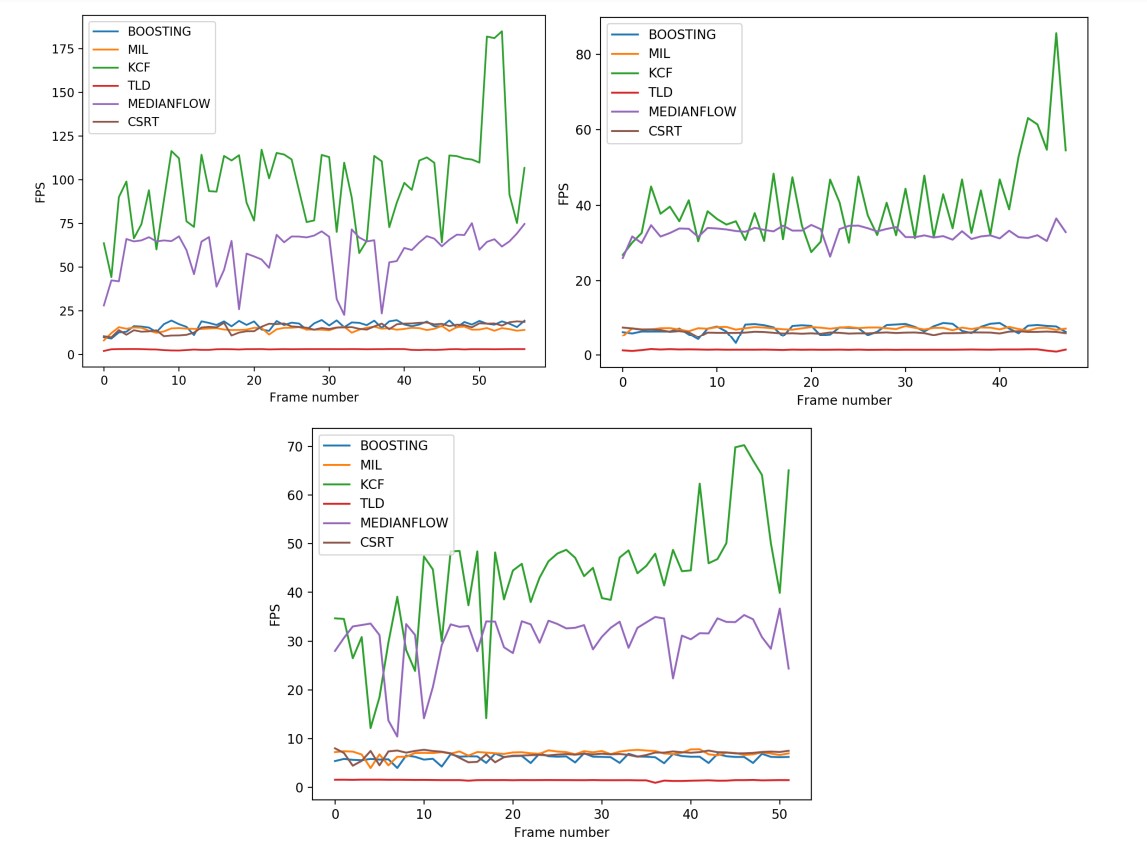 BOOSTING
MIL
KCF
TLD
MEDIANFLOW
CSRT
175
150
125
100
75
50
25
0
FPS
0 10 20 30 40 50
Frame number
BOOSTING
MIL
KCF
TLD
MEDIANFLOW
CSRT
80
60
40
20
0
FPS
0 10 20 30 40
Frame number
BOOSTING
MIL
KCF
TLD
MEDIANFLOW
CSRT
70
60
50
40
30
20
10
0
FPS
0 10 20 30 40 50
Frame number